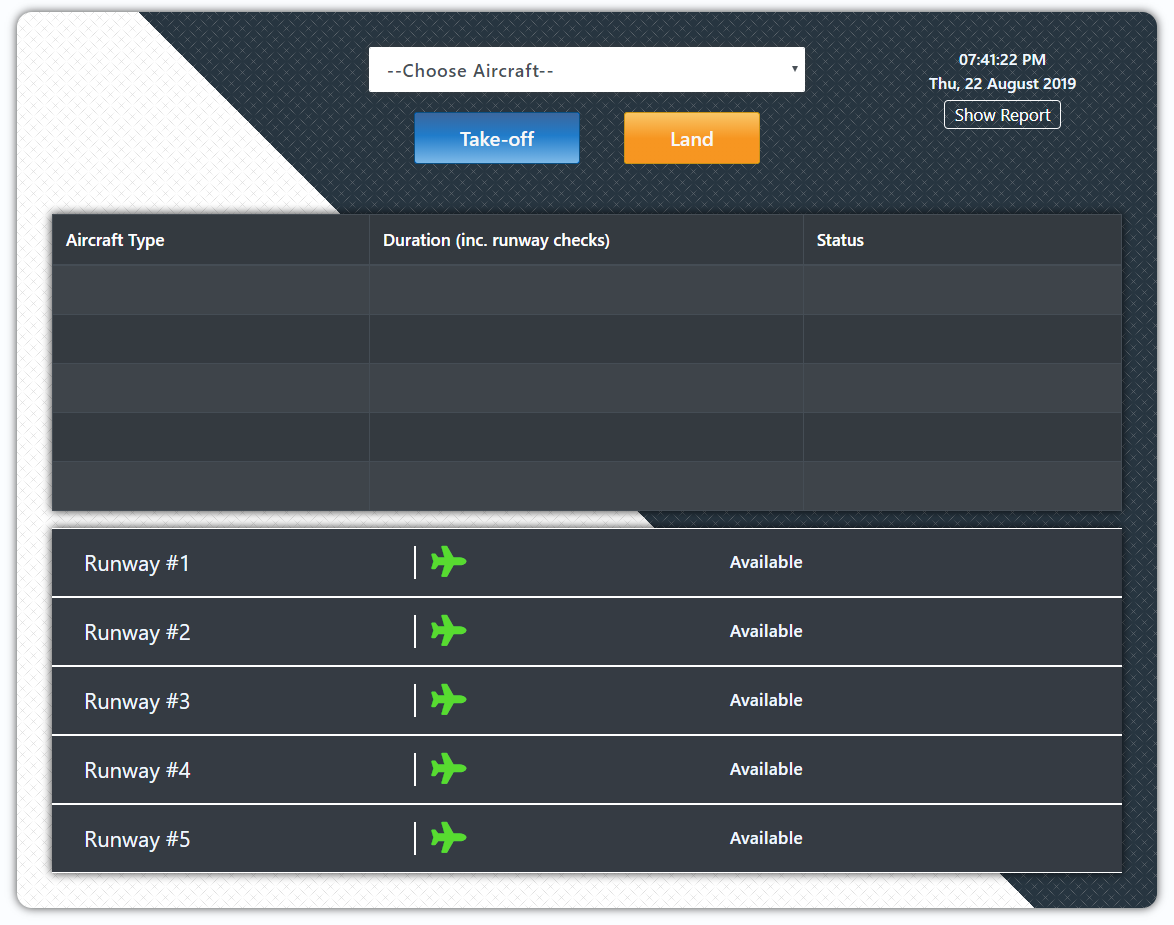 --Choose Aircraft--
07:41:22 PM
Thu, 22 August 2019
Show Report
Take-off
Land
Aircraft Type
Duration (inc. runway checks)
Status
Runway #1
Available
Runway #2
Available
Runway #3
Available
Runway #4
Available
Runway #5
Available